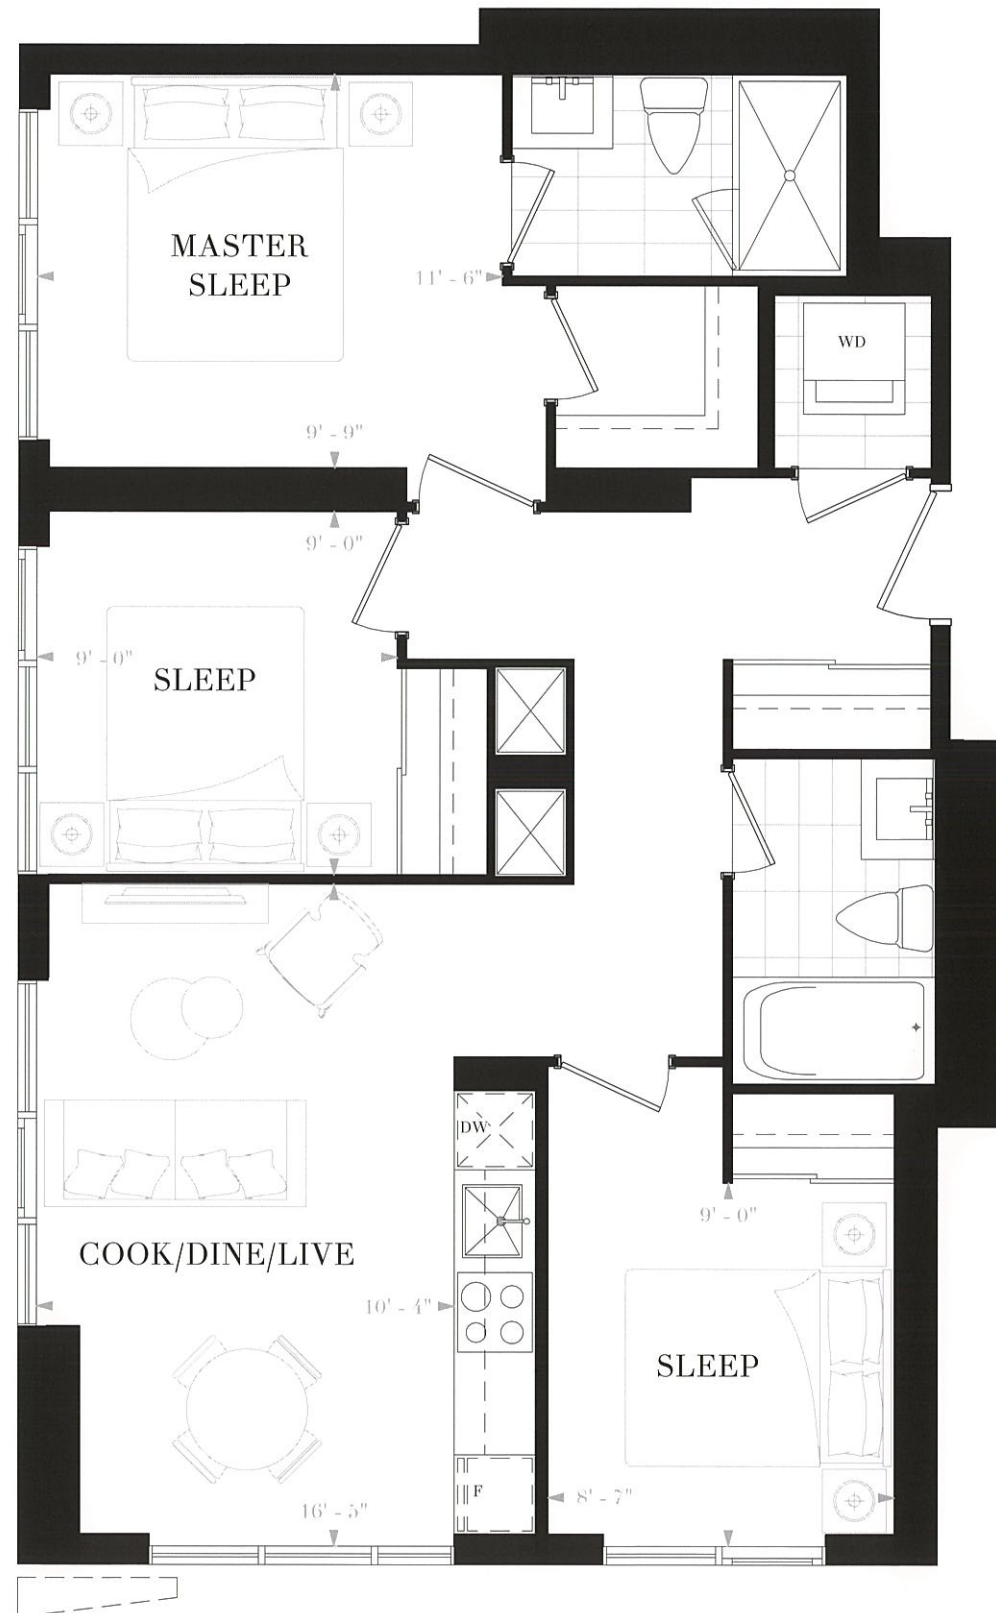 MASTER
SLEEP
11' - 6"
WD
9' - 9"
9' - 0"
9' - 0"
SLEEP
DW
9' - 0"
COOK/DINE/LIVE
10' - 4"
SLEEP
F
8' - 7"
16' - 5"